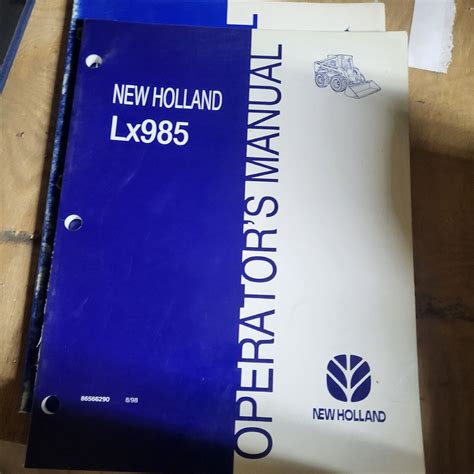 NEW HOLLAND
Lx985
OPERATOR'S MANUAL
86566290 8/98
NEW HOLLAND